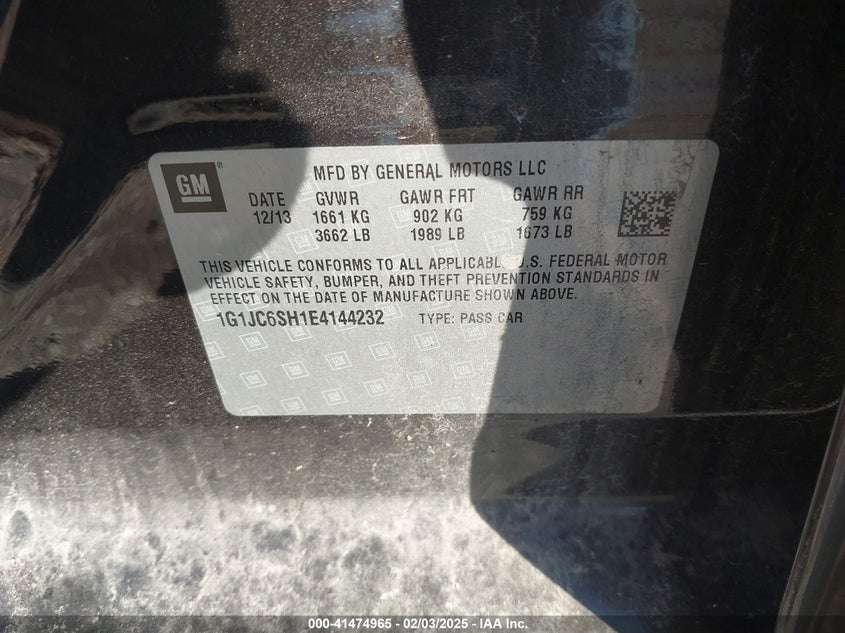 GM
MFD BY GENERAL MOTORS LLC
DATE GVWR GAWR FRT GAWR RR
12/13 1661 KG 902 KG 759 KG
3662 LB 1989 LB 1673 LB
THIS VEHICLE CONFORMS TO ALL APPLICABLE U.S. FEDERAL MOTOR
VEHICLE SAFETY, BUMPER, AND THEFT PREVENTION STANDARDS IN
EFFECT ON THE DATE OF MANUFACTURE SHOWN ABOVE.
1G1JC6SH1E4144232 TYPE: PASS CAR
000-41474965 - 02/03/2025 - IAA Inc.